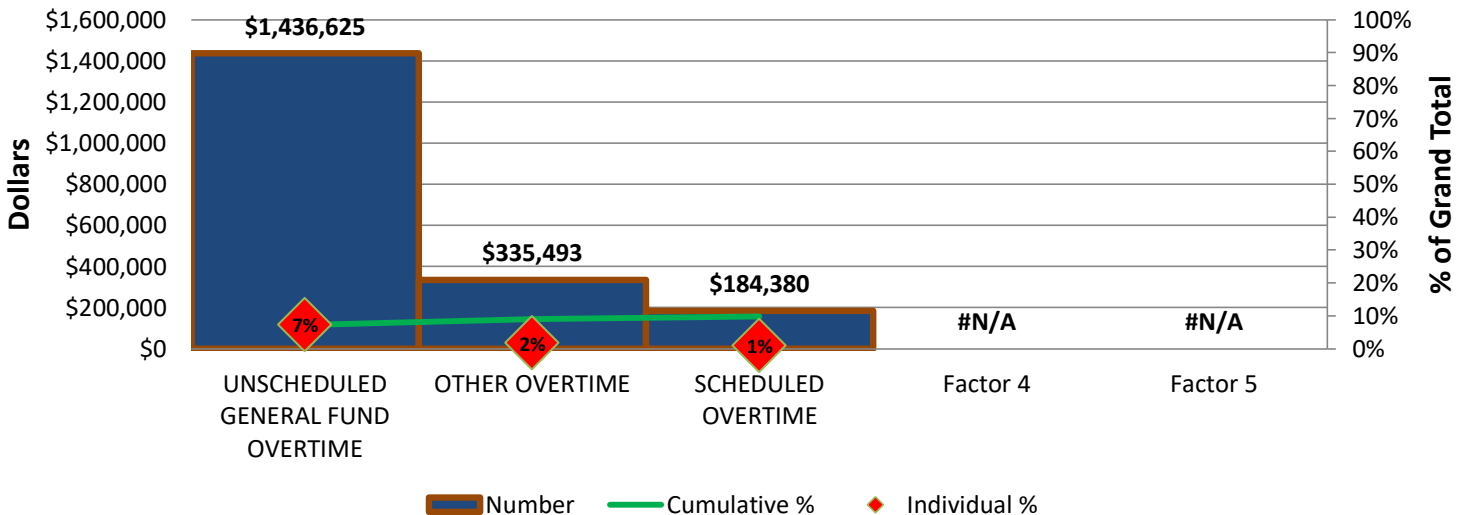 $1,600,000
$1,400,000
$1,200,000
$1,000,000
$800,000
$600,000
$400,000
$200,000
$0
Dollars
$1,436,625
$335,493
$184,380
#N/A
#N/A
7%
2%
1%
100%
90%
80%
70%
60%
50%
40%
30%
20%
10%
0%
% of Grand Total
UNSCHEDULED
GENERAL FUND
OVERTIME
OTHER OVERTIME
SCHEDULED
OVERTIME
Factor 4
Factor 5
Number
Cumulative %
Individual %